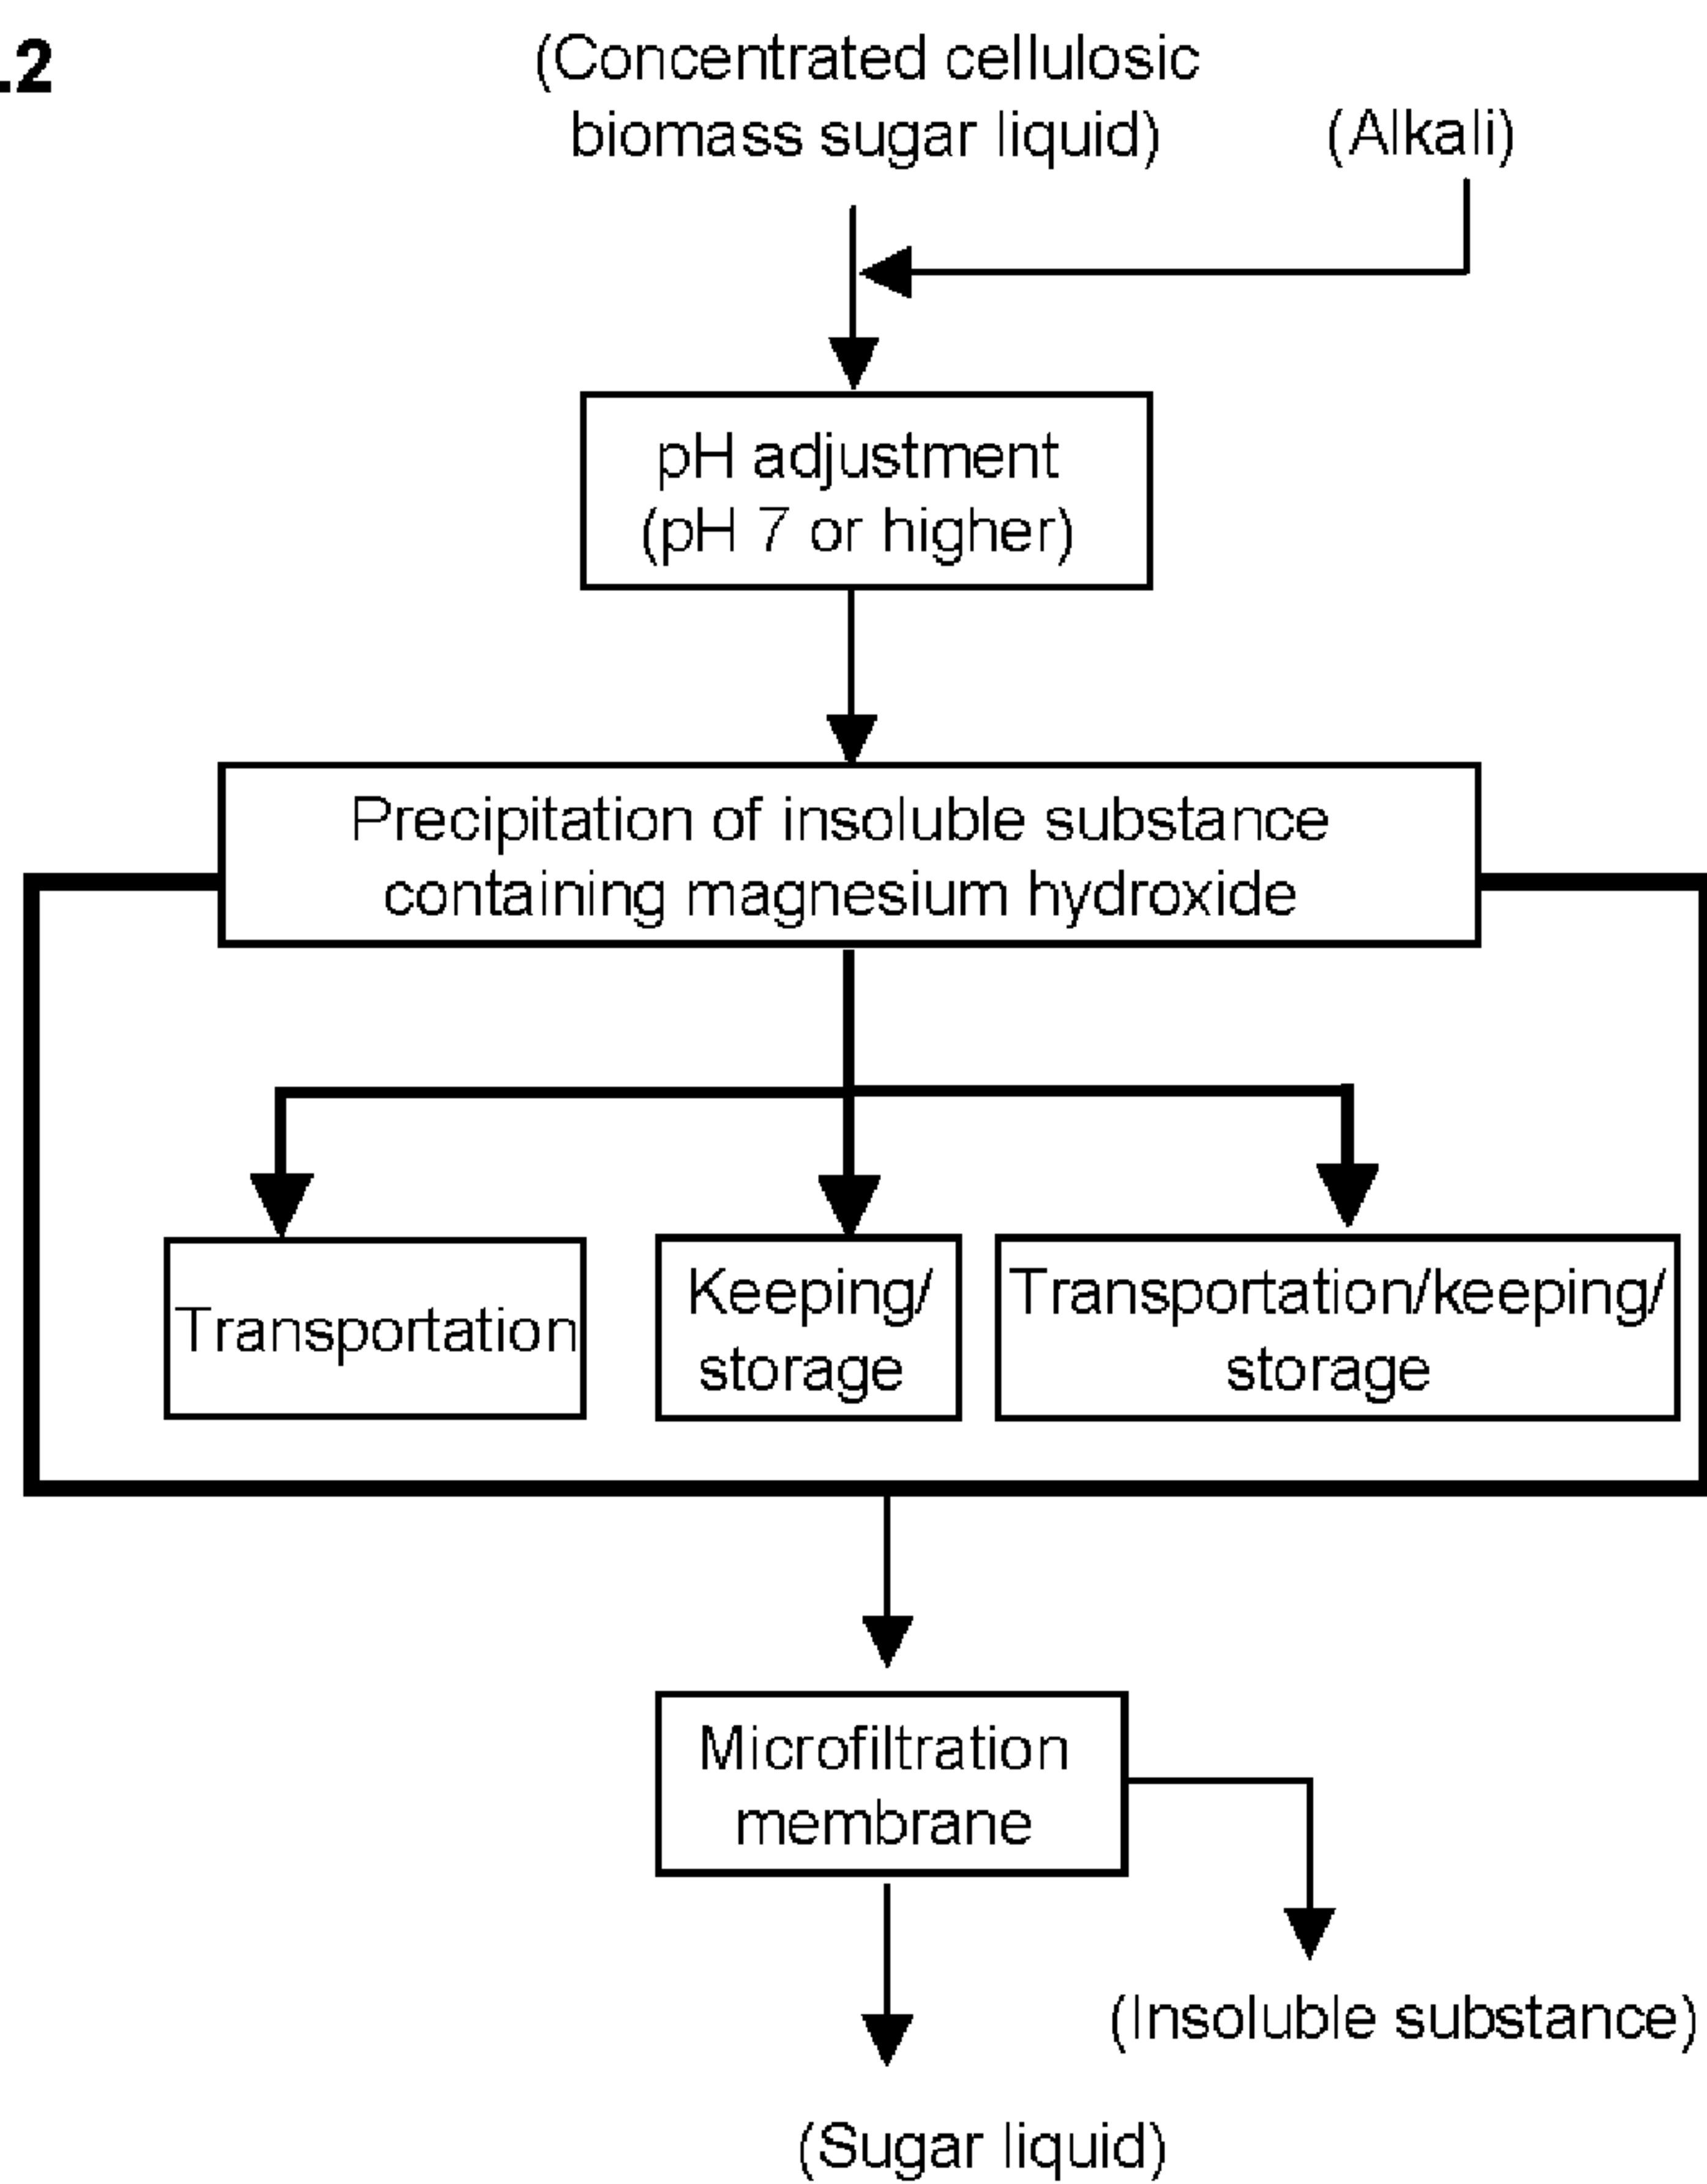 .2
(Concentrated cellulosic
biomass sugar liquid)
(Alkali)
pH adjustment
(pH 7 or higher)
Precipitation of insoluble substance
containing magnesium hydroxide
Transportation
Keeping/
storage
Transportation/keeping/
storage
Microfiltration
membrane
(Insoluble substance)
(Sugar liquid)